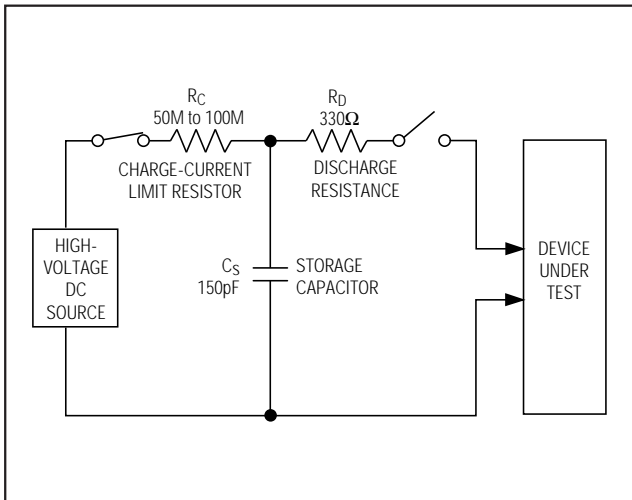 R_C
50M to 100M
CHARGE-CURRENT
LIMIT RESISTOR
R_D
330Ω
DISCHARGE
RESISTANCE
HIGH-
VOLTAGE
DC
SOURCE
C_S
150pF
STORAGE
CAPACITOR
DEVICE
UNDER
TEST